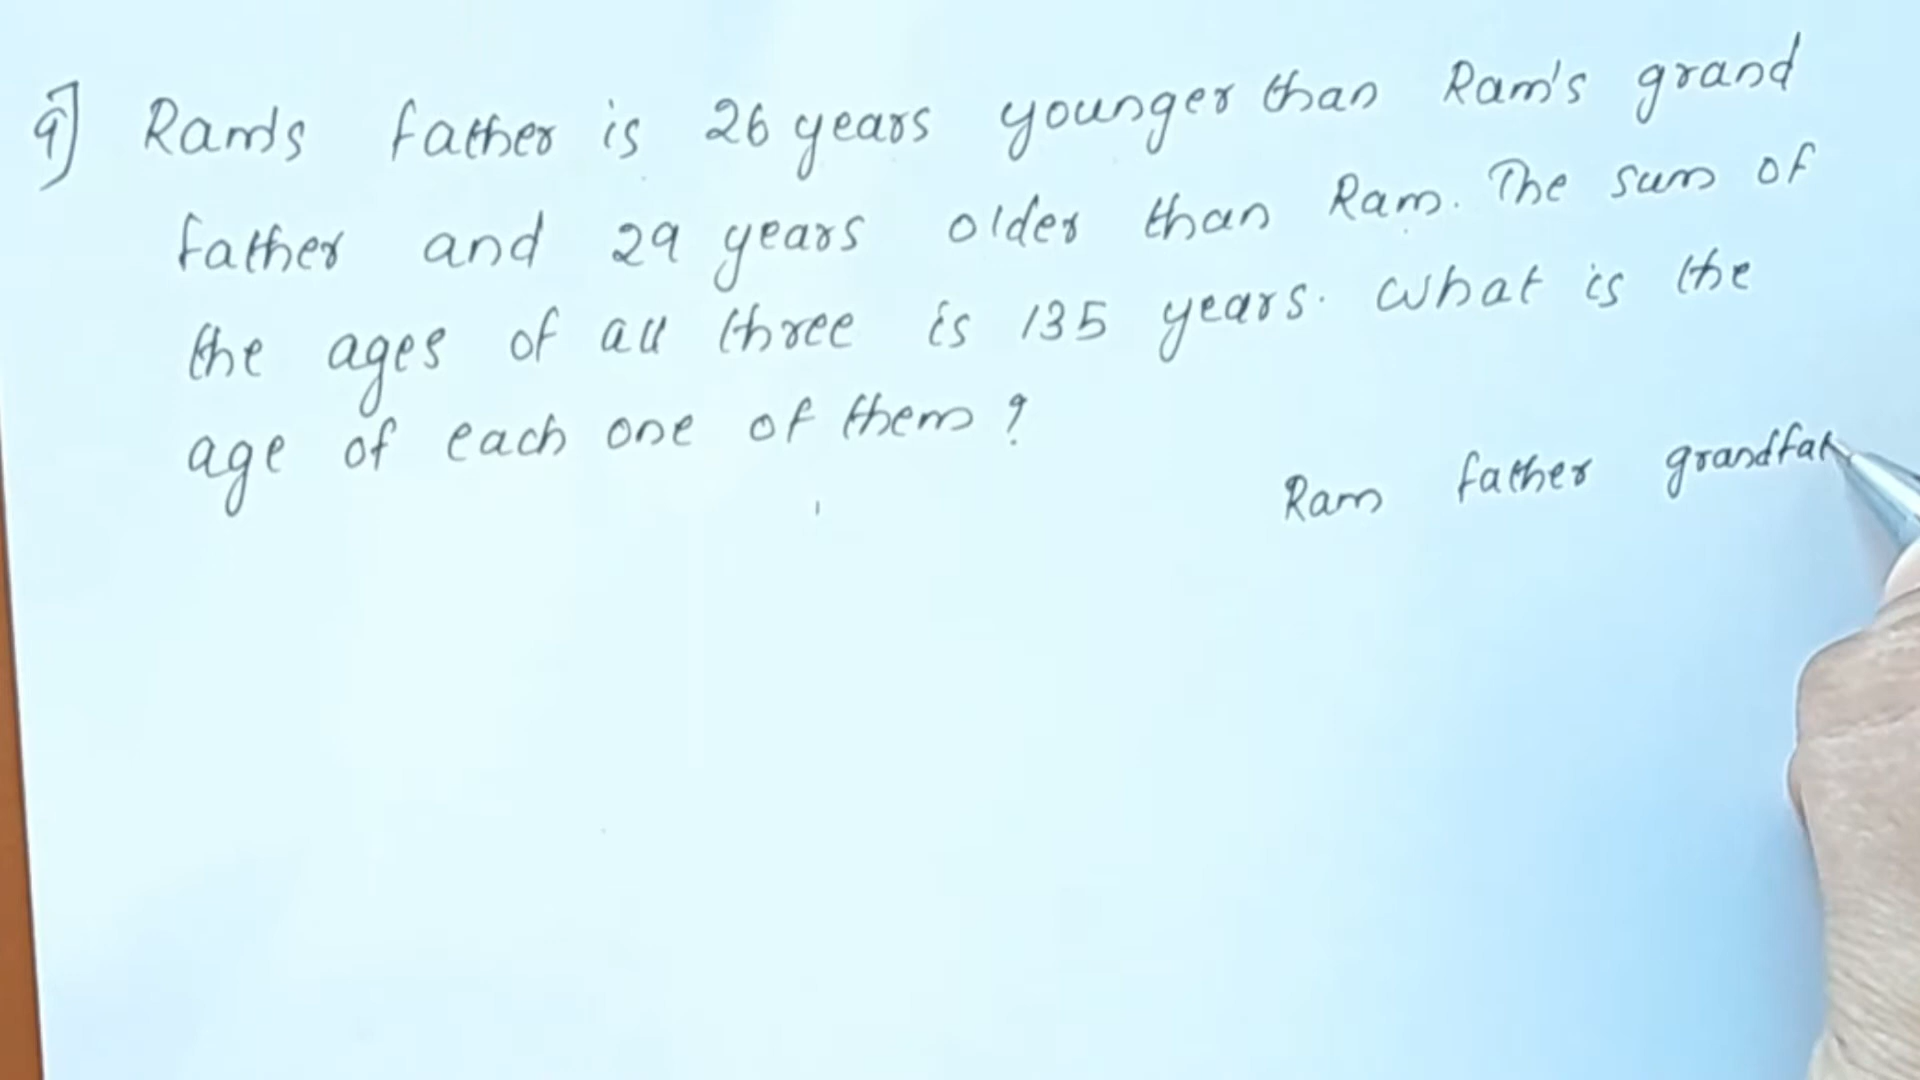 9] Ram's father is 26 years younger than Ram's grand
father and 29 years older than Ram. The sum of
the ages of all three is 135 years. What is the
age of each one of them ?
Ram father grandfat